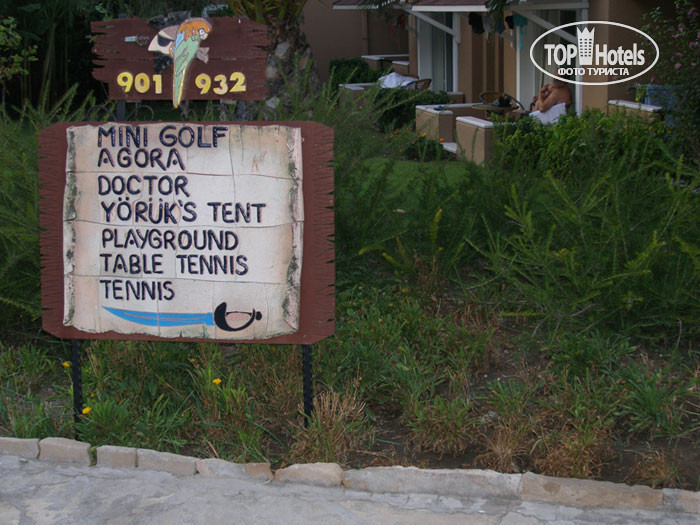 901 932
MINI GOLF
AGORA
DOCTOR
YÖRÜK'S TENT
PLAYGROUND
TABLE TENNIS
TENNIS
TOP Hotels
ФОТО ТУРИСТА